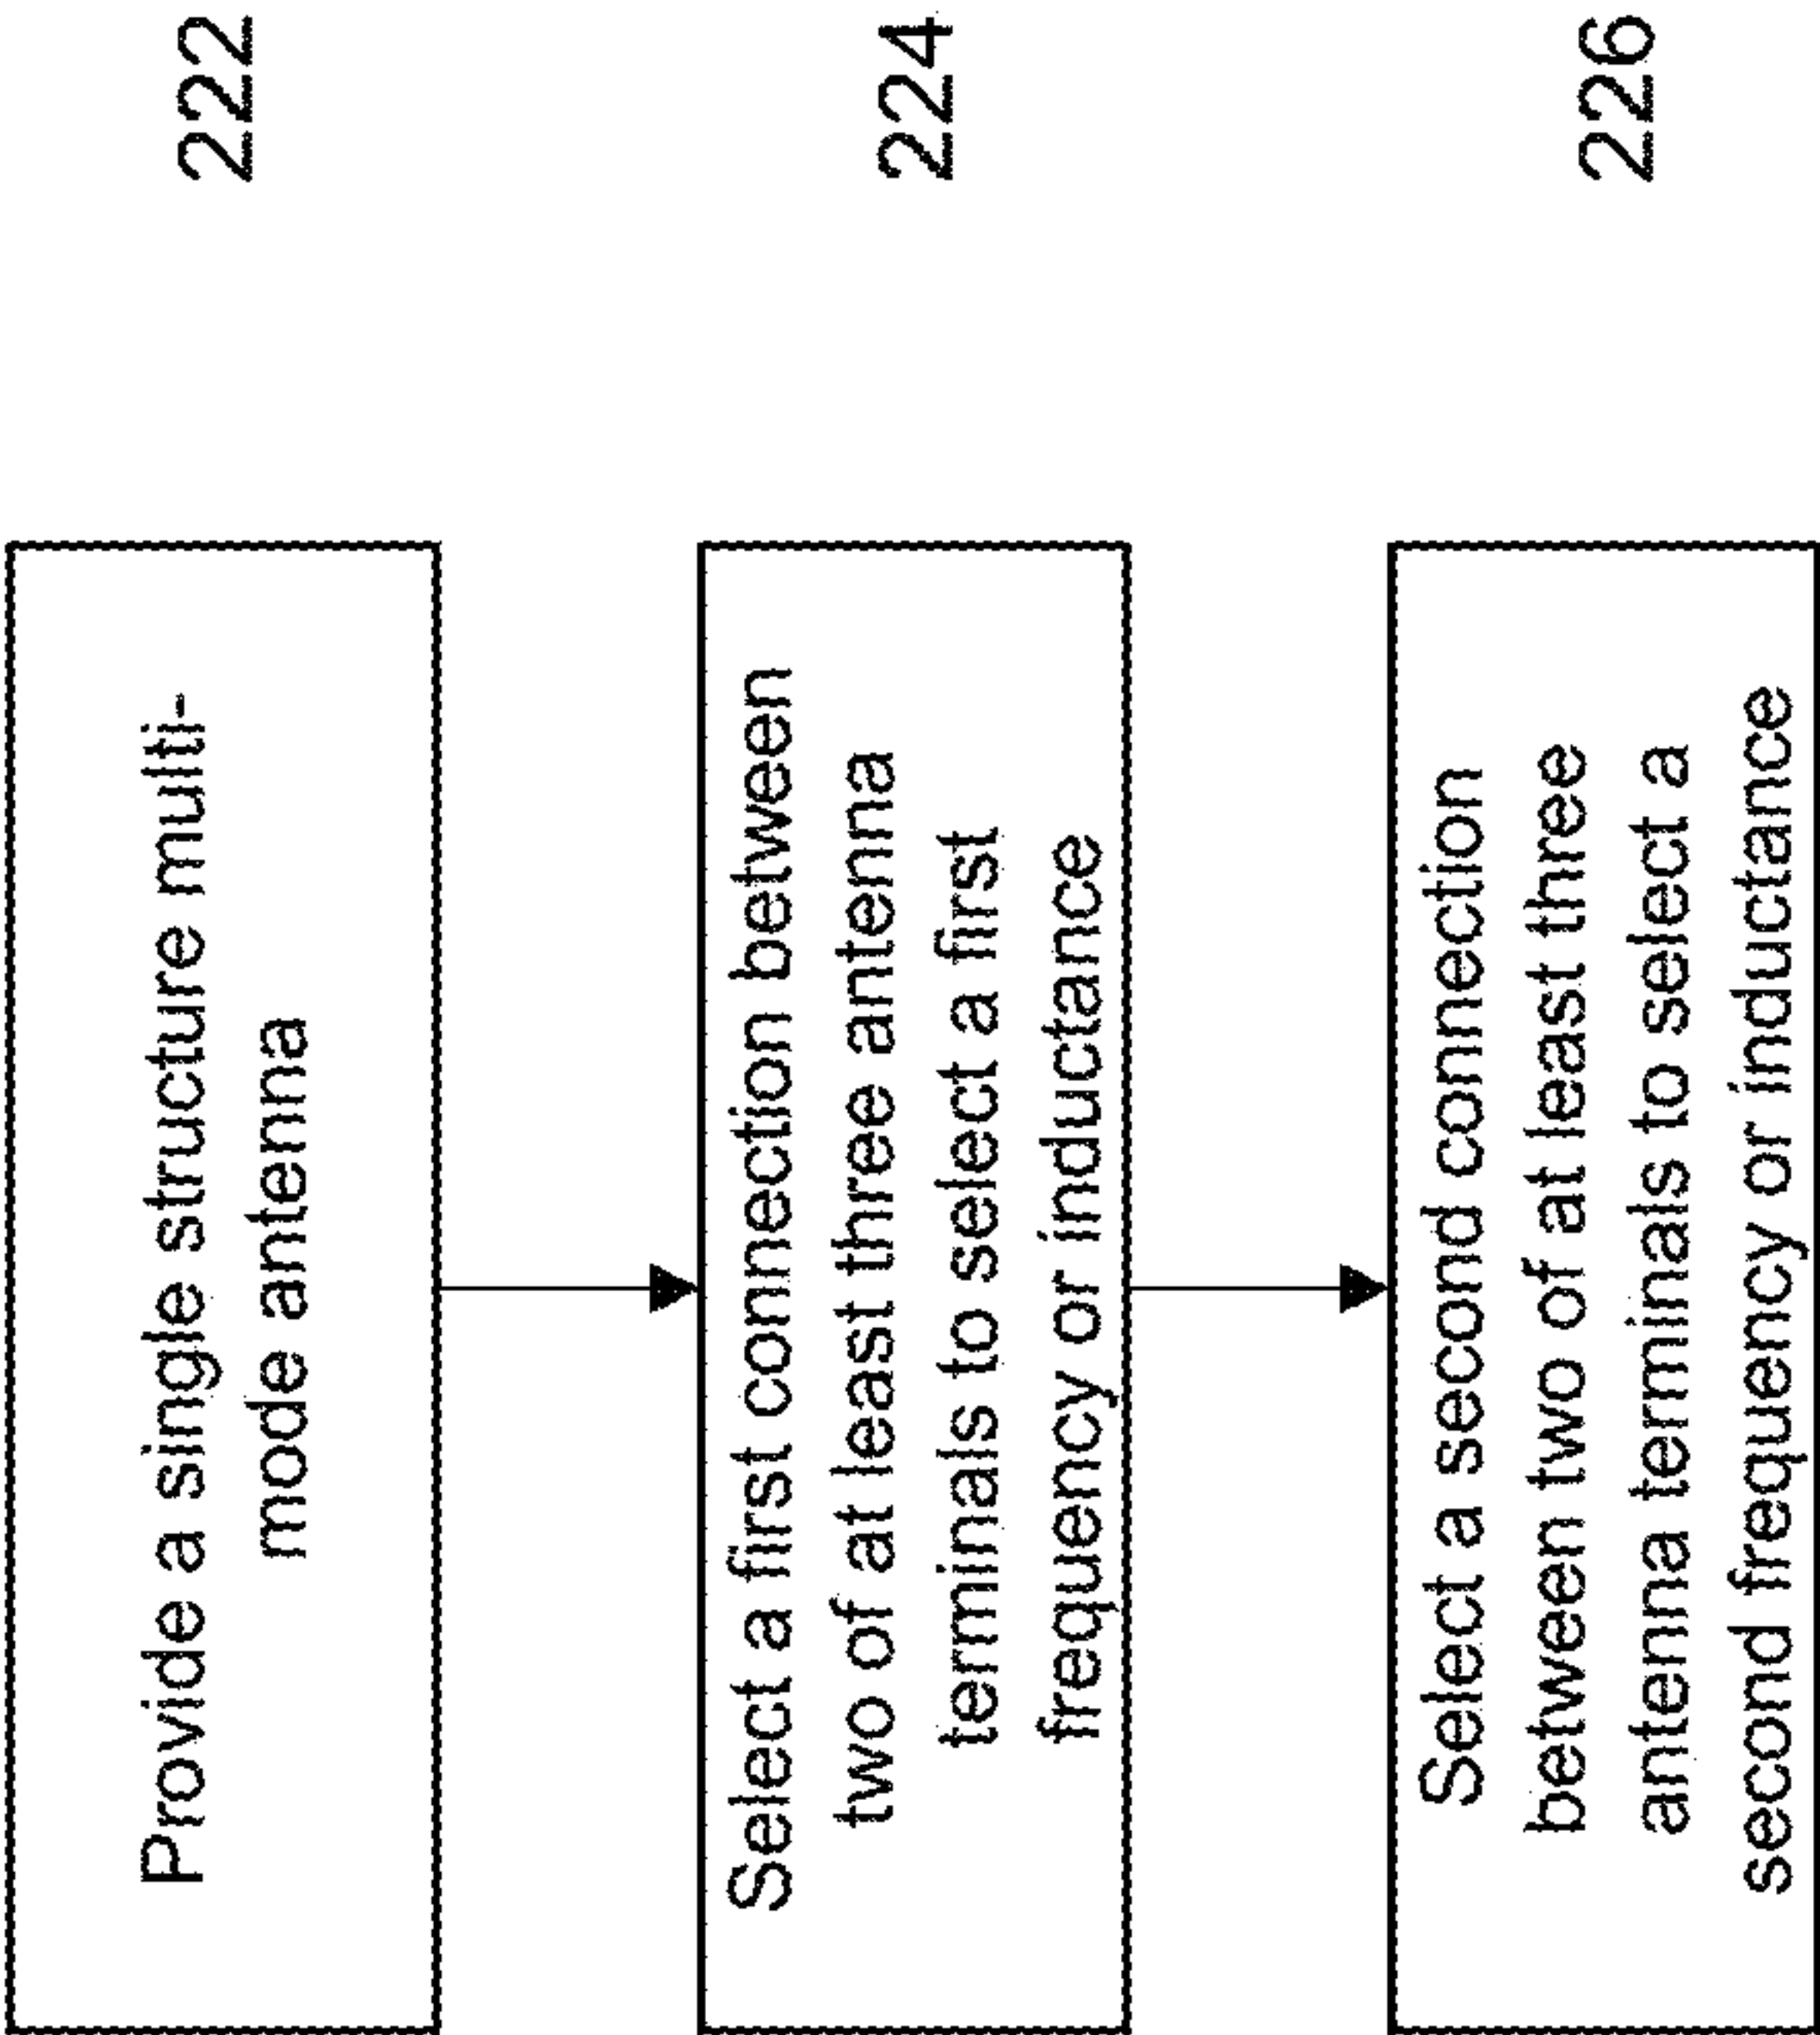 Provide a single structure multi-
mode antenna
222
Select a first connection between
two of at least three antenna
terminals to select a first
frequency or inductance
224
Select a second connection
between two of at least three
antenna terminals to select a
second frequency or inductance
226